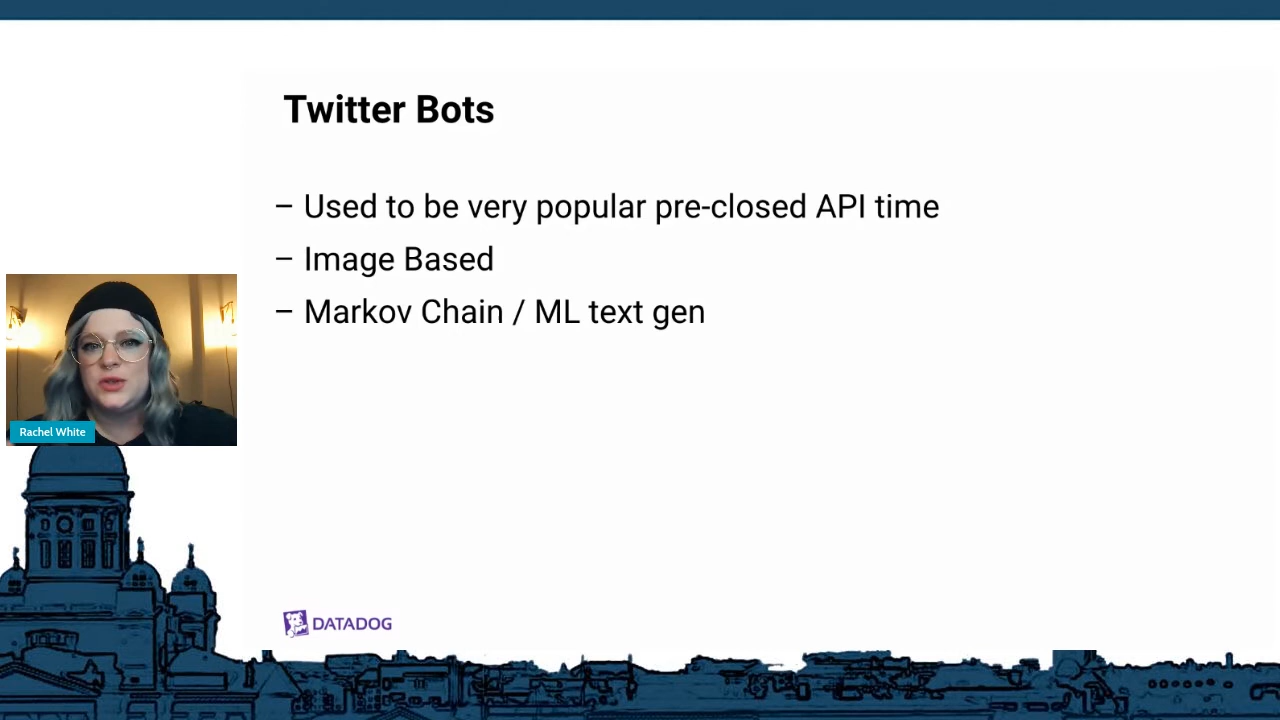 Twitter Bots
– Used to be very popular pre-closed API time
– Image Based
– Markov Chain / ML text gen
Rachel White
DATADOG